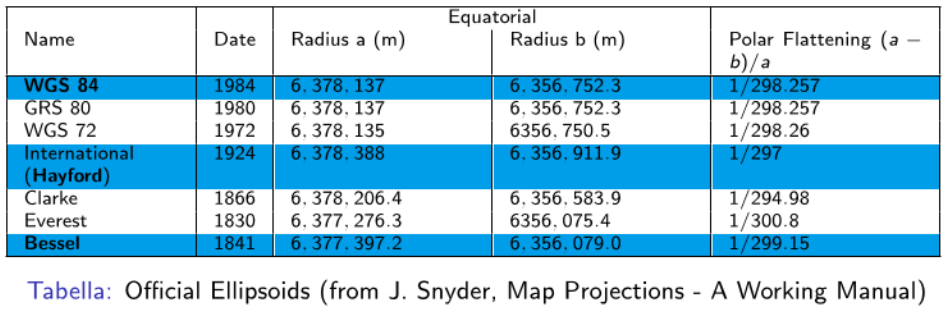 Equatorial
Name Date Radius a (m) Radius b (m) Polar Flattening (a −
b)/a
WGS 84 1984 6, 378, 137 6, 356, 752.3 1/298.257
GRS 80 1980 6, 378, 137 6, 356, 752.3 1/298.257
WGS 72 1972 6, 378, 135 6356, 750.5 1/298.26
International 1924 6, 378, 388 6, 356, 911.9 1/297
(Hayford)
Clarke 1866 6, 378, 206.4 6, 356, 583.9 1/294.98
Everest 1830 6, 377, 276.3 6356, 075.4 1/300.8
Bessel 1841 6, 377, 397.2 6, 356, 079.0 1/299.15
Tabella: Official Ellipsoids (from J. Snyder, Map Projections - A Working Manual)